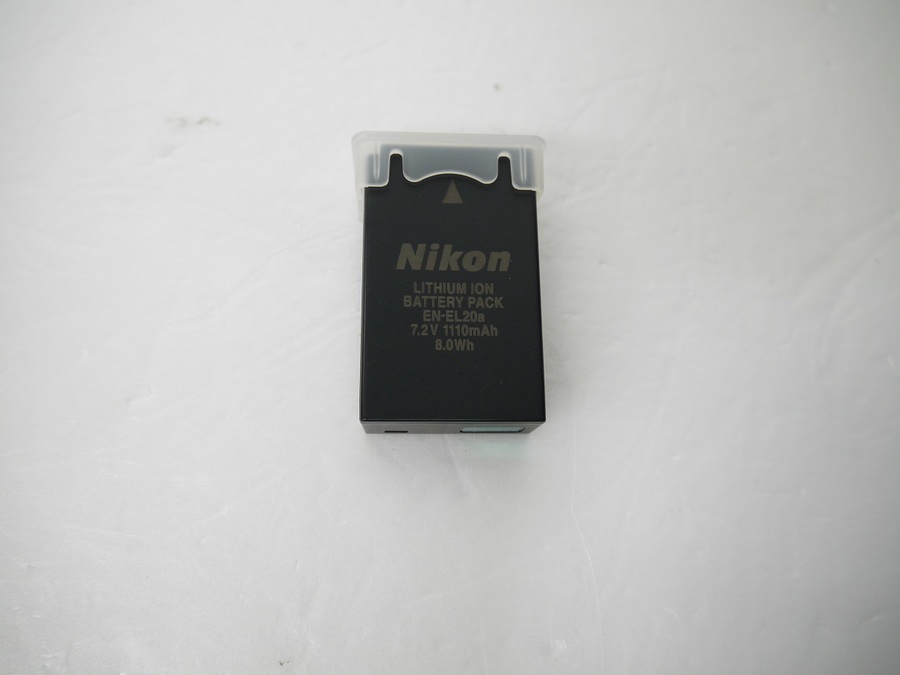 Nikon
LITHIUM ION
BATTERY PACK
EN-EL20a
7.2V 1110mAh
8.0Wh